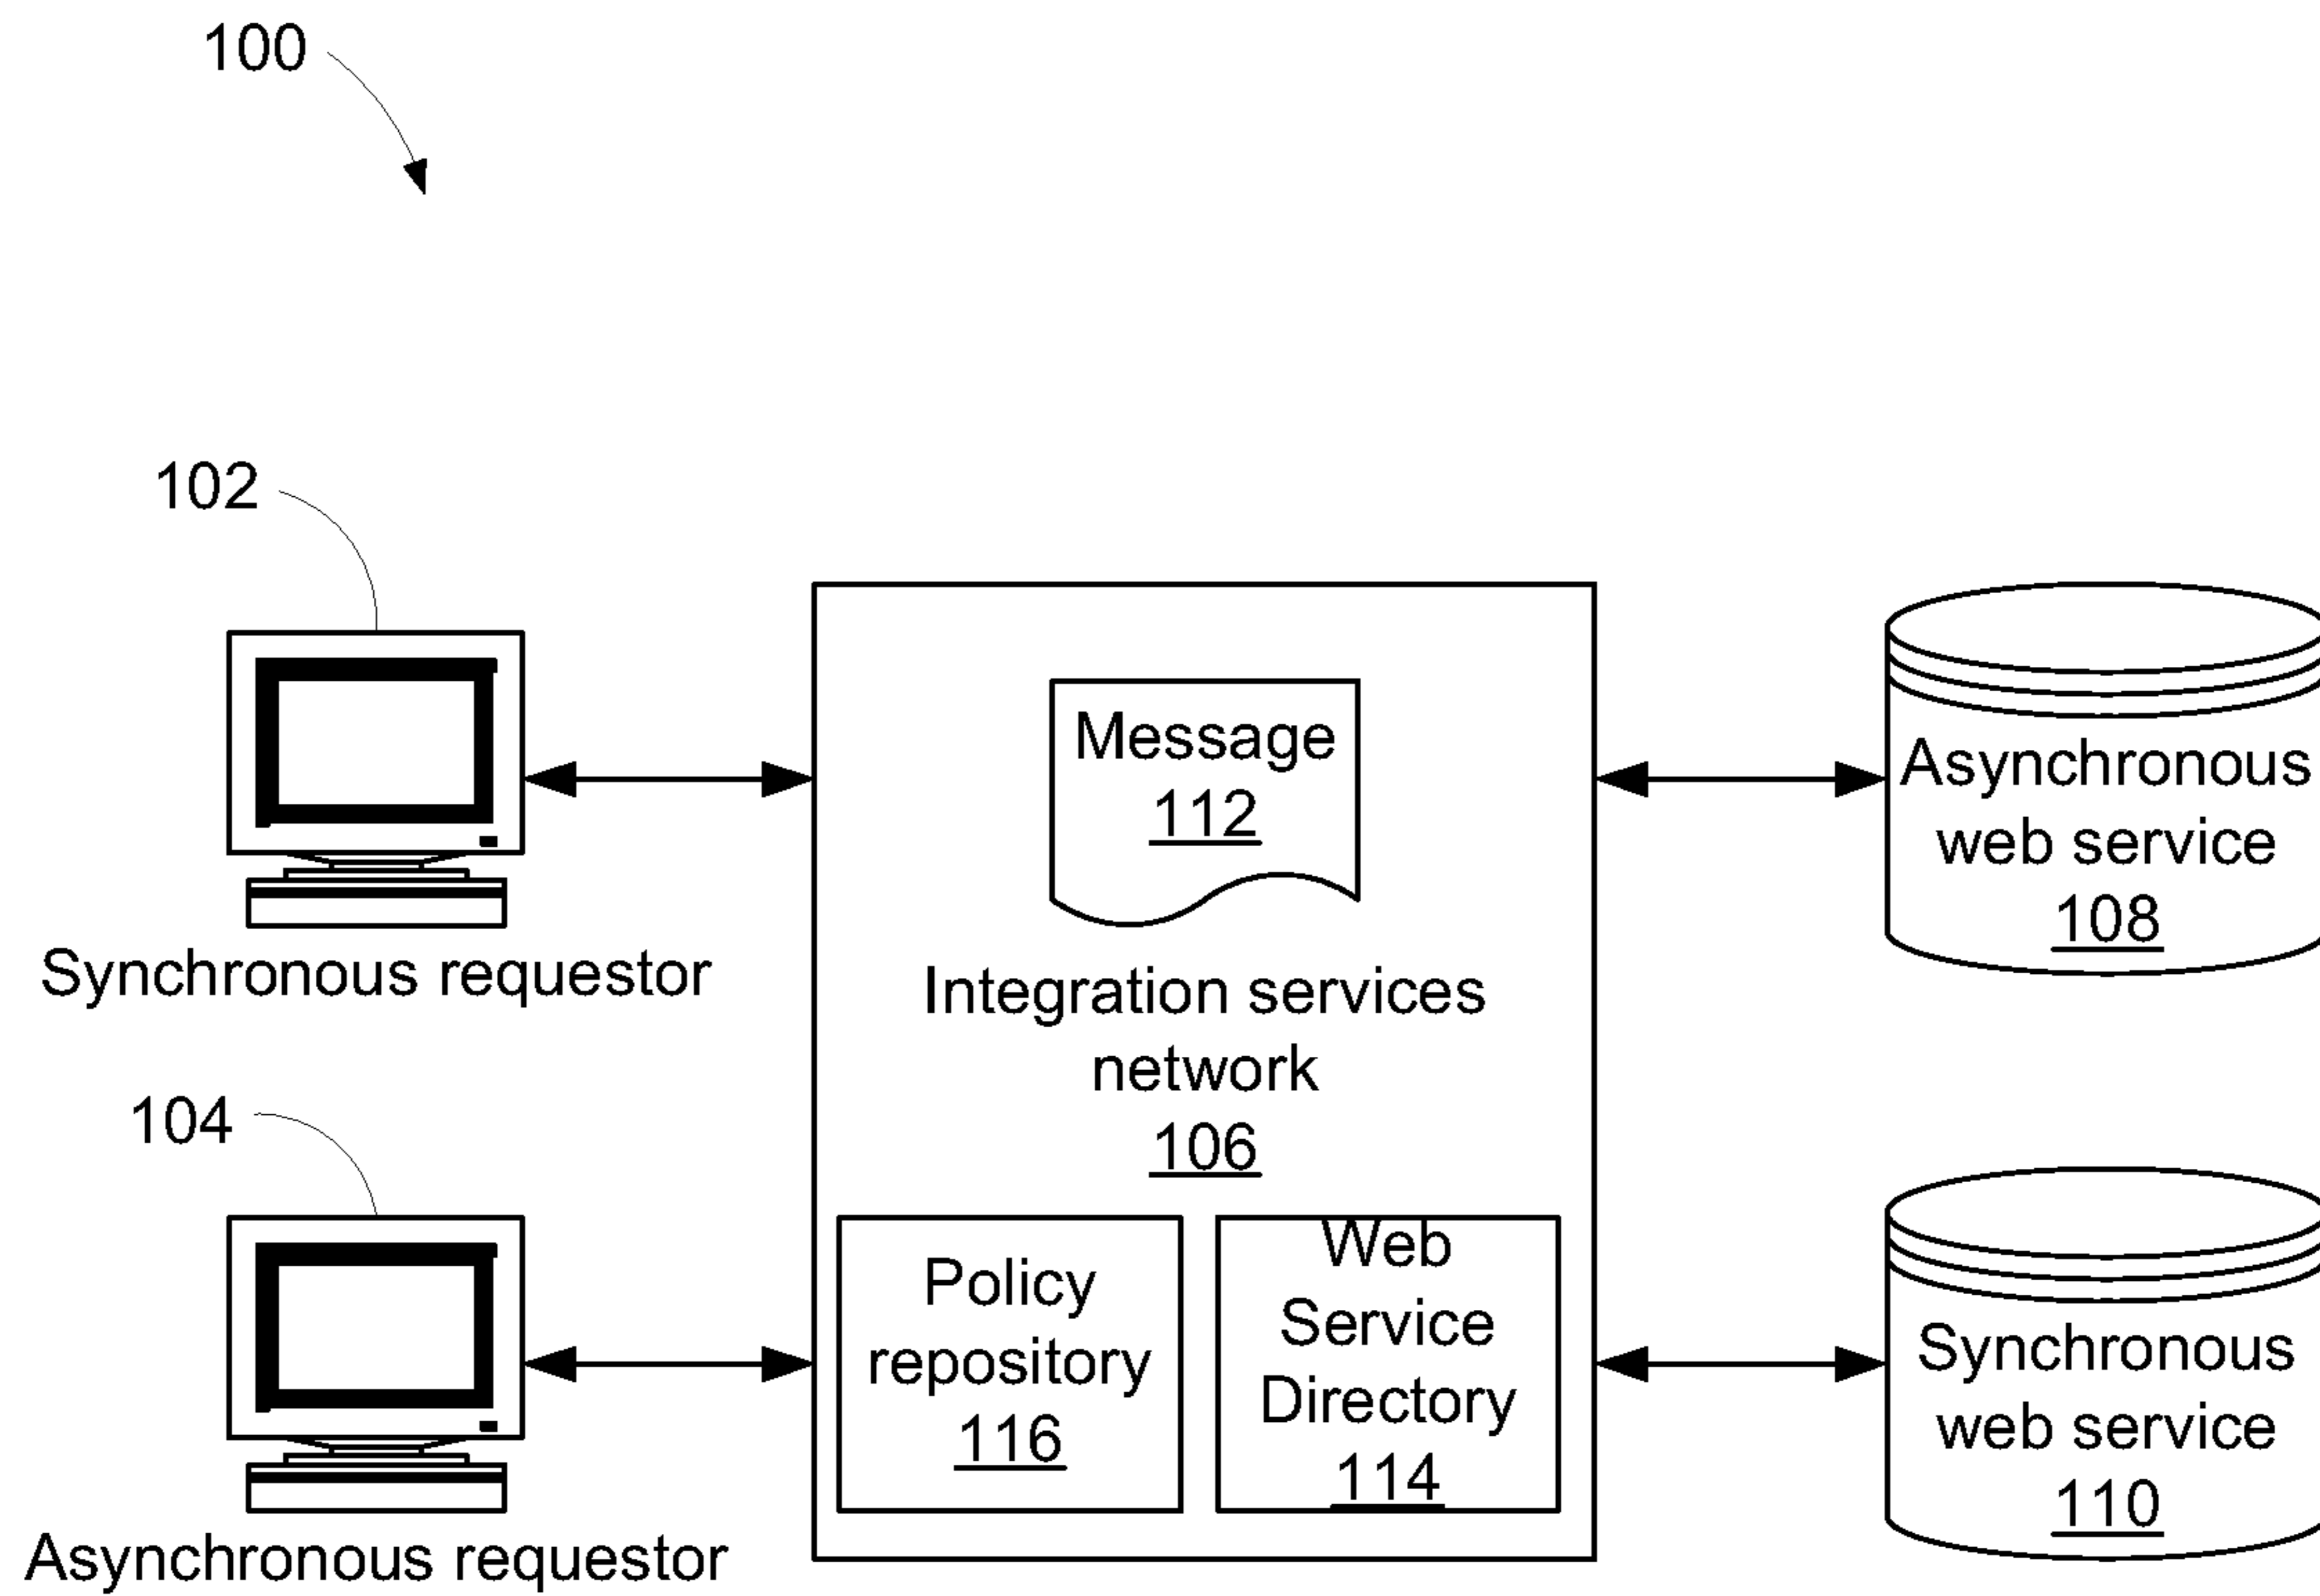 100
102
Synchronous requestor
104
Asynchronous requestor
Message
112
Integration services
network
106
Policy
repository
116
Web
Service
Directory
114
Asynchronous
web service
108
Synchronous
web service
110